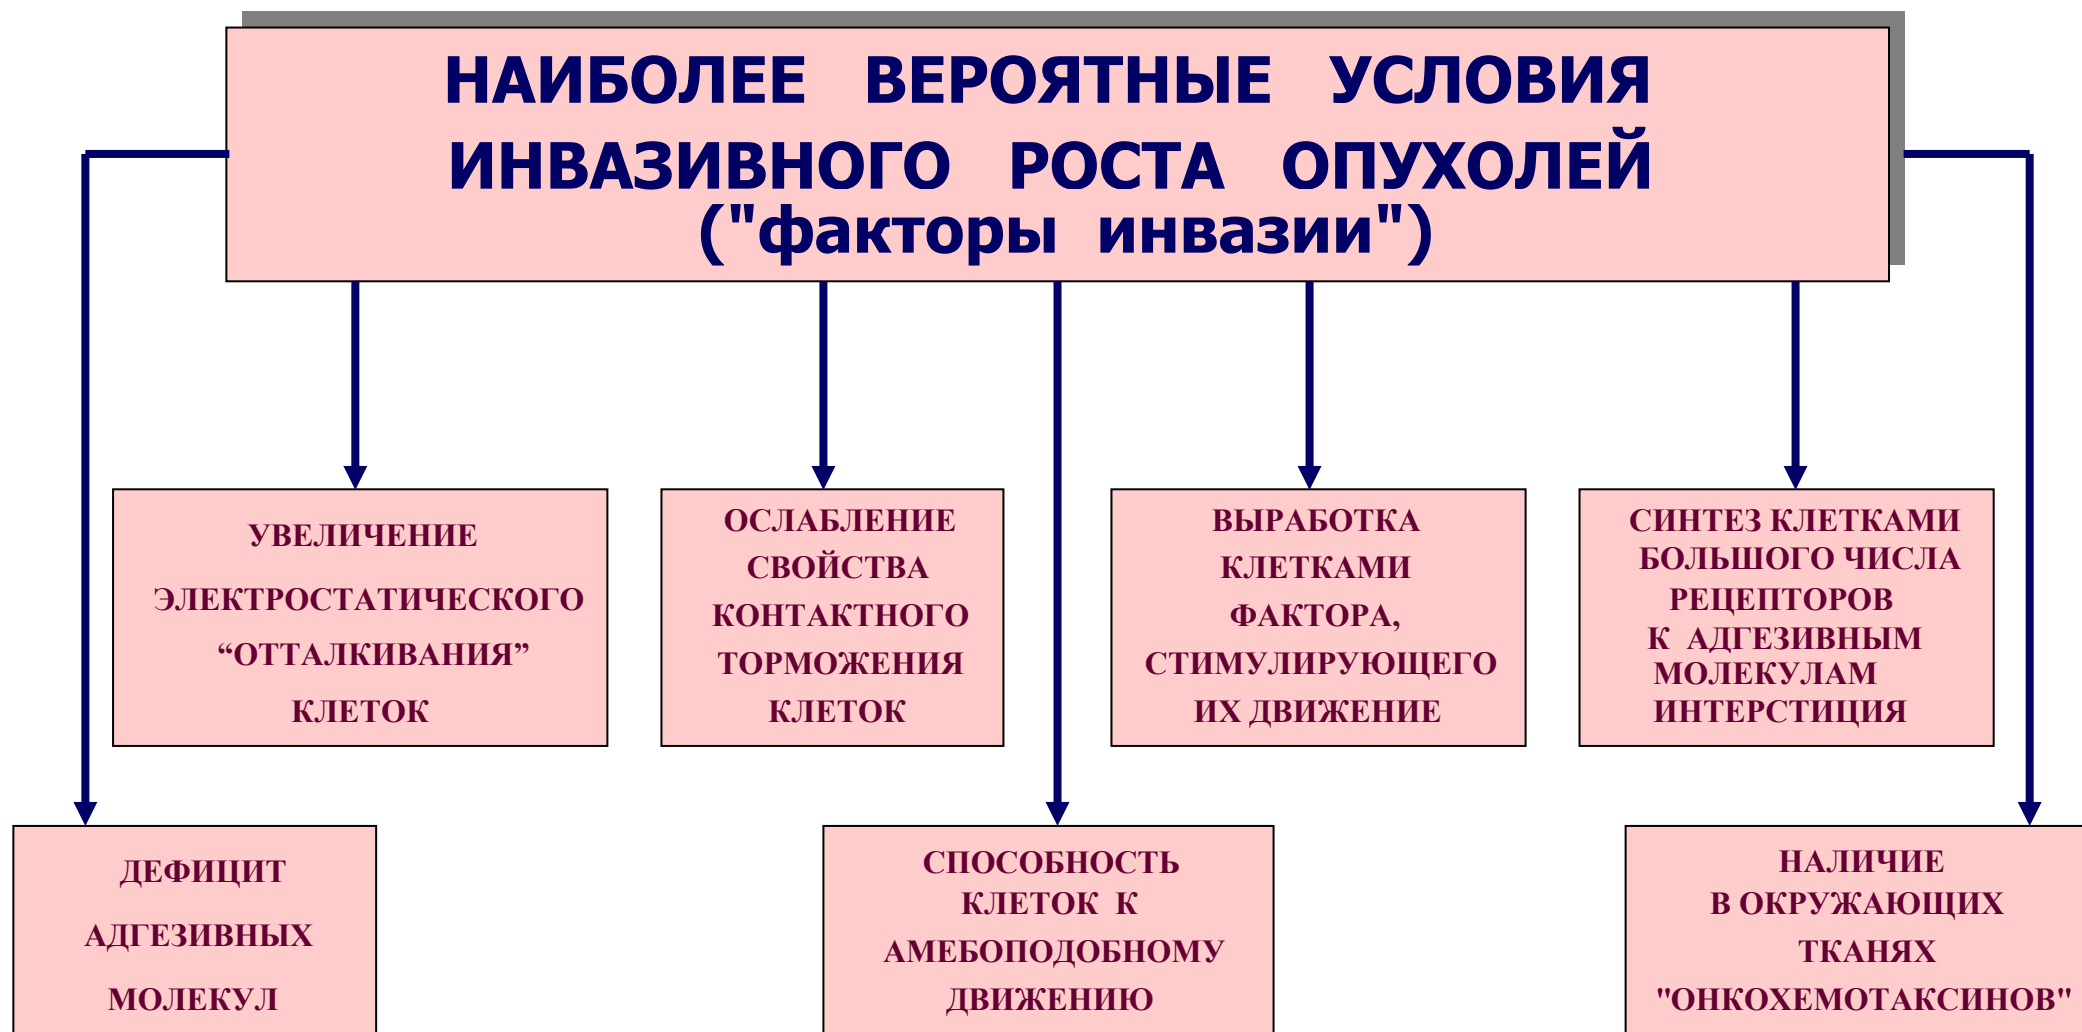 НАИБОЛЕЕ ВЕРОЯТНЫЕ УСЛОВИЯ
ИНВАЗИВНОГО РОСТА ОПУХОЛЕЙ
("факторы инвазии")
УВЕЛИЧЕНИЕ
ЭЛЕКТРОСТАТИЧЕСКОГО
“ОТТАЛКИВАНИЯ”
КЛЕТОК
ОСЛАБЛЕНИЕ
СВОЙСТВА
КОНТАКТНОГО
ТОРМОЖЕНИЯ
КЛЕТОК
ВЫРАБОТКА
КЛЕТКАМИ
ФАКТОРА,
СТИМУЛИРУЮЩЕГО
ИХ ДВИЖЕНИЕ
СИНТЕЗ КЛЕТКАМИ
БОЛЬШОГО ЧИСЛА
РЕЦЕПТОРОВ
К АДГЕЗИВНЫМ
МОЛЕКУЛАМ
ИНТЕРСТИЦИЯ
ДЕФИЦИТ
АДГЕЗИВНЫХ
МОЛЕКУЛ
СПОСОБНОСТЬ
КЛЕТОК К
АМЕБОПОДОБНОМУ
ДВИЖЕНИЮ
НАЛИЧИЕ
В ОКРУЖАЮЩИХ
ТКАНЯХ
"ОНКОХЕМОТАКСИНОВ"